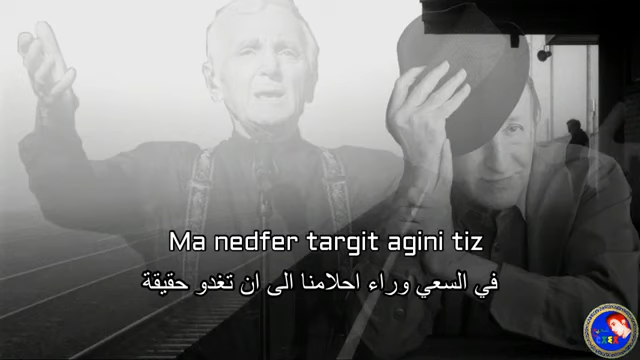 Ma nedfer targit agini tiz
في السعي وراء احلامنا الى ان تغدو حقيقة